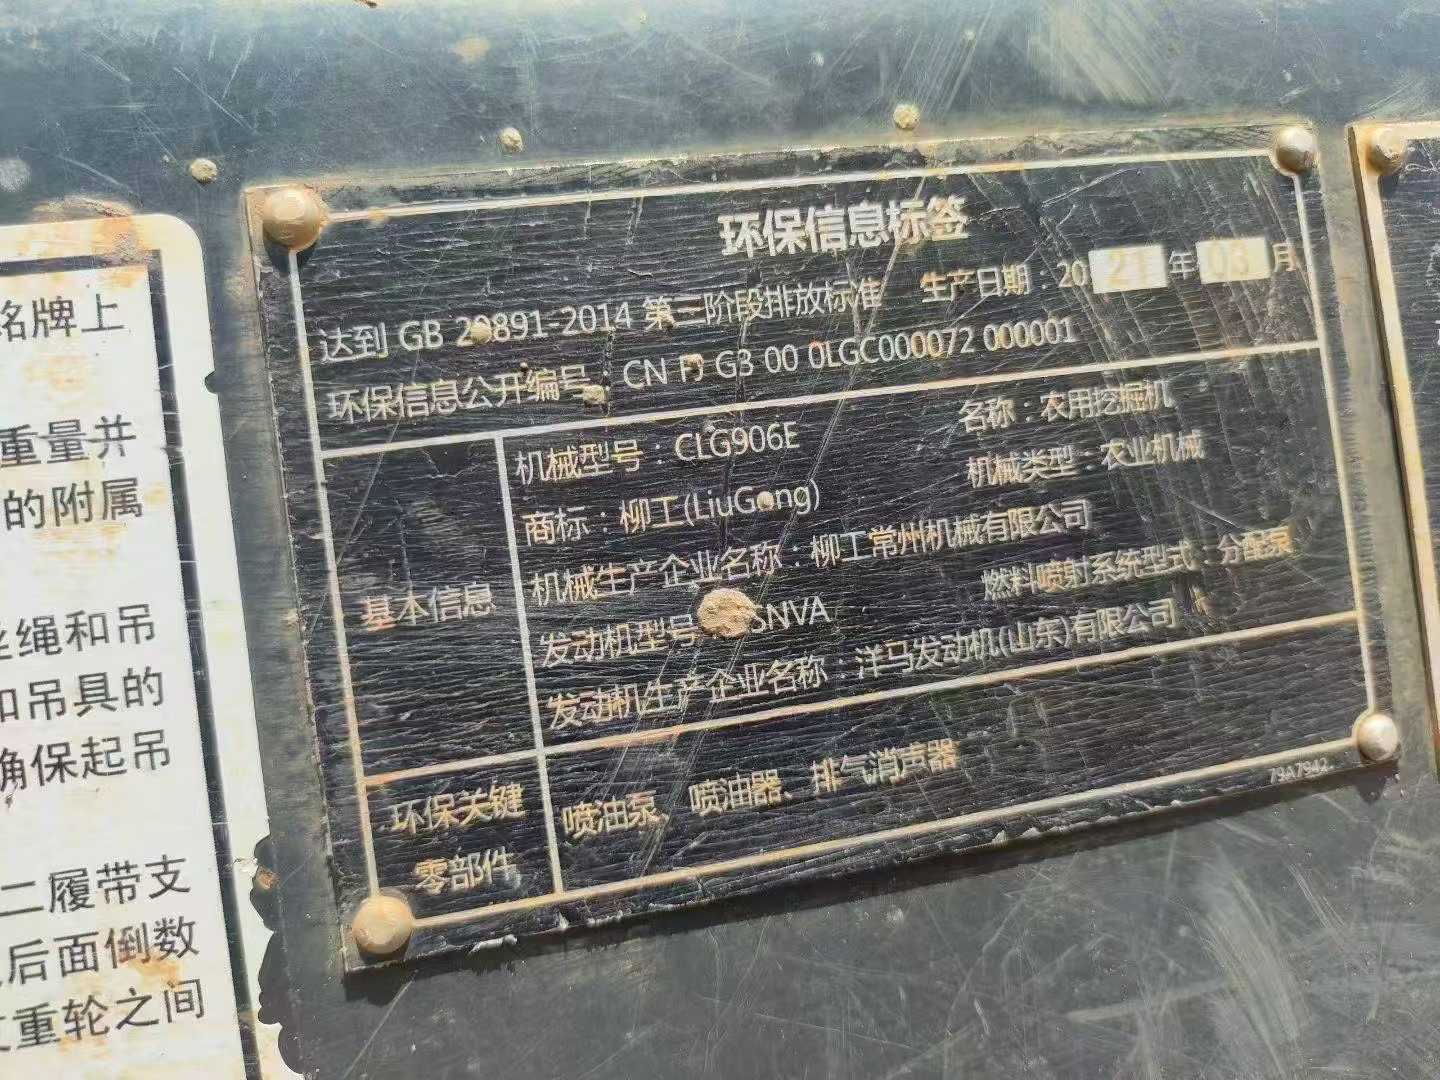 名牌上
重量并
的附属
绳和吊
和吊具的
确保起吊
二履带支
后面倒数
重轮之间
环保信息标签
达到 GB 20891-2014 第三阶段排放标准 生产日期：2021年03月
环保信息公开编号：CN FJ G3 00 0LGC000072 000001
基本信息
机械型号：CLG906E 名称：农用挖掘机
商标：柳工(LiuGong) 机械类型：农业机械
机械生产企业名称：柳工常州机械有限公司
发动机型号 SNVA 燃料喷射系统型式：分配泵
发动机生产企业名称：洋马发动机(山东)有限公司
环保关键
零部件
喷油泵、喷油器、排气消声器
79A7942